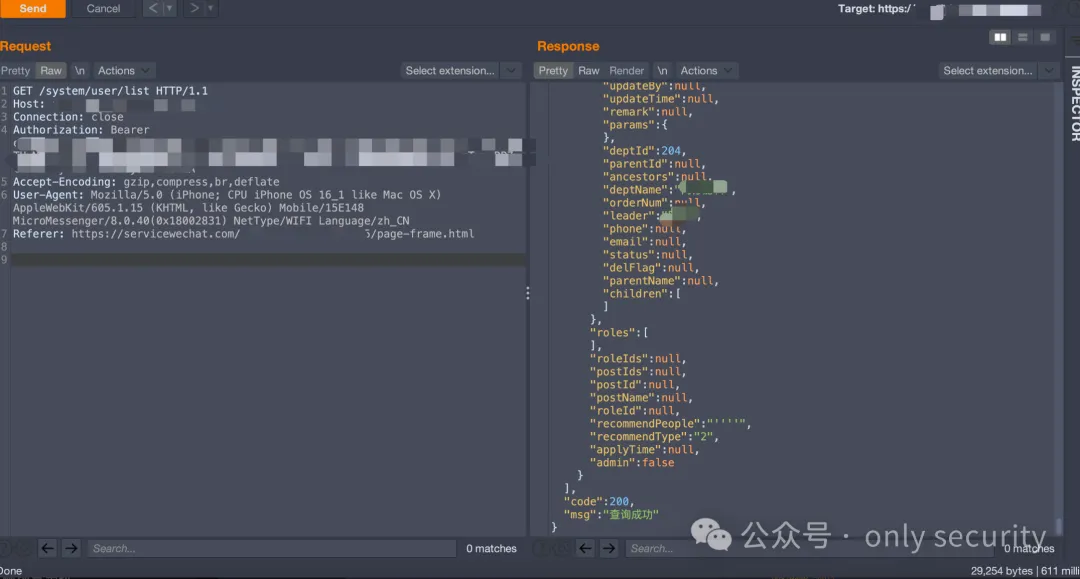 Send
Cancel
<
>
Target: https:/
Request
Response
Pretty Raw \n Actions
Select extension...
Pretty Raw Render \n Actions
Select extension...
INSPECTOR
1 GET /system/user/list HTTP/1.1
2 Host:
3 Connection: close
4 Authorization: Bearer
5 Accept-Encoding: gzip,compress,br,deflate
6 User-Agent: Mozilla/5.0 (iPhone; CPU iPhone OS 16_1 like Mac OS X)
AppleWebKit/605.1.15 (KHTML, like Gecko) Mobile/15E148
MicroMessenger/8.0.40(0x18002831) NetType/WIFI Language/zh_CN
7 Referer: https://servicewechat.com/ /page-frame.html
8
9
"updateBy":null,
"updateTime":null,
"remark":null,
"params":{
},
"deptId":204,
"parentId":null,
"ancestors":null,
"deptName":" ,
"orderNum":null,
"leader":" ,
"phone":null,
"email":null,
"status":null,
"delFlag":null,
"parentName":null,
"children":[
]
},
"roles":[
],
"roleIds":null,
"postIds":null,
"postId":null,
"postName":null,
"roleId":null,
"recommendPeople":"''''",
"recommendType":"2",
"applyTime":null,
"admin":false
}
],
"code":200,
"msg":"查询成功"
}
公众号 · only security
Search...
0 matches
Search...
0 matches
Done
29,254 bytes | 611 milli